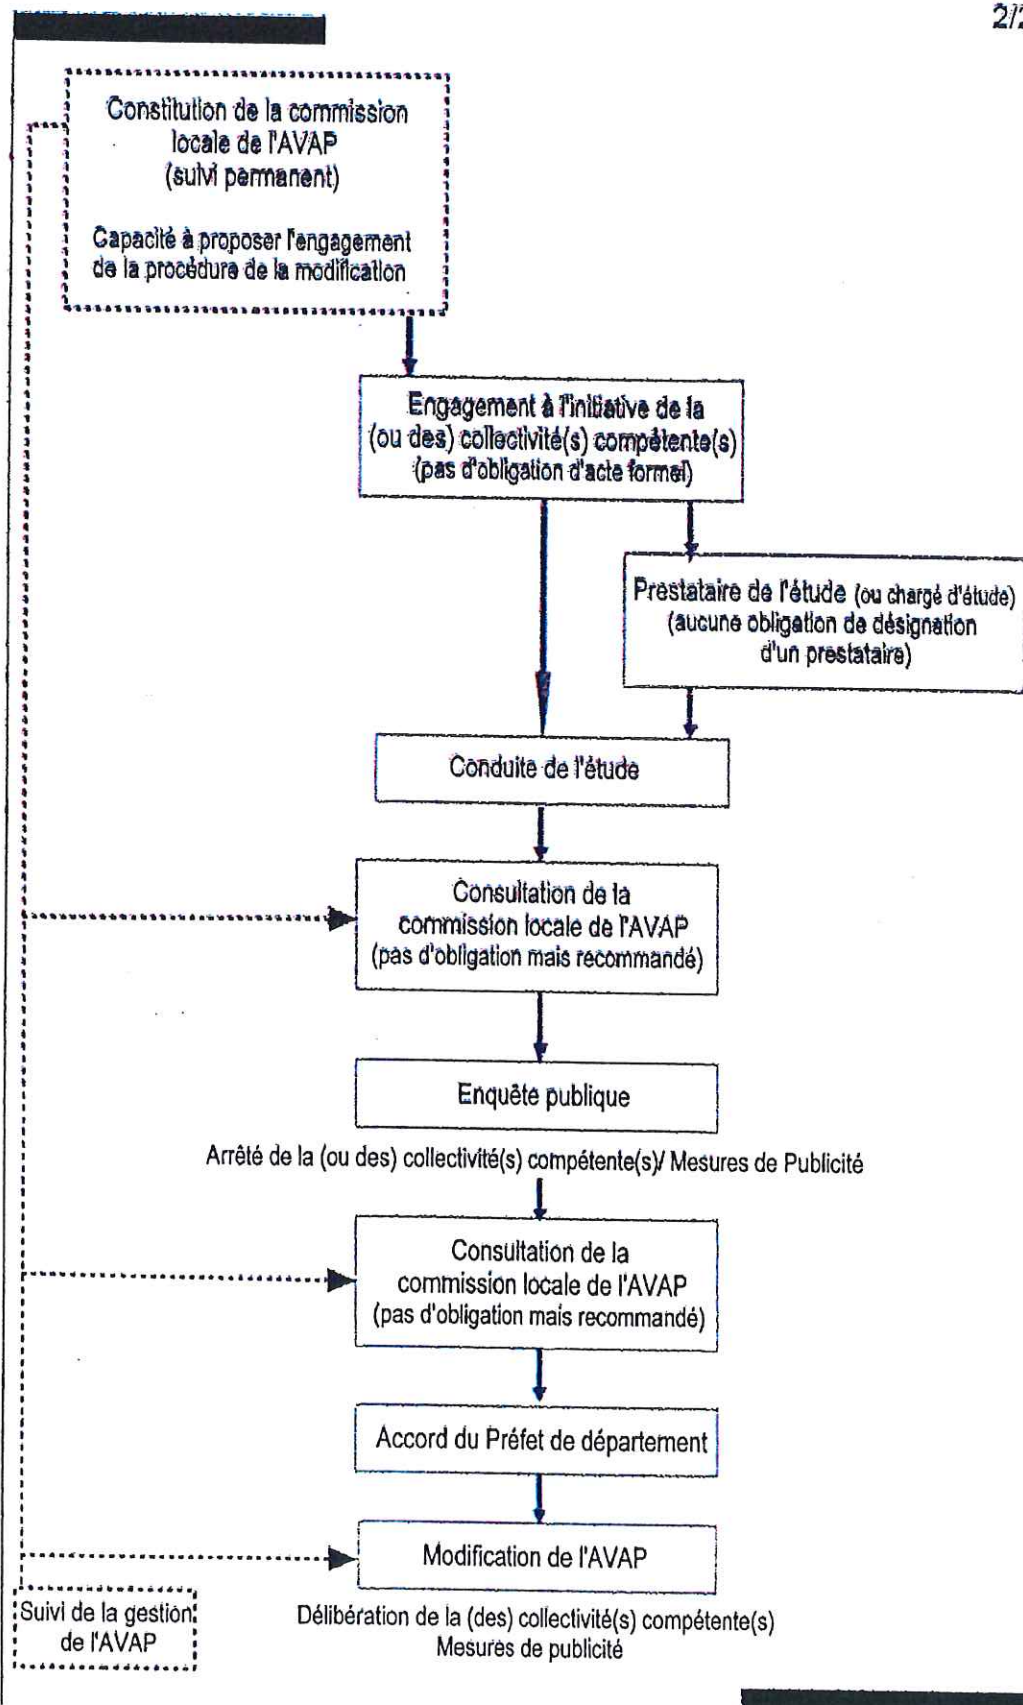 2/2
Constitution de la commission
locale de l'AVAP
(suivi permanent)
Capacité à proposer l'engagement
de la procédure de la modification
Engagement à l'initiative de la
(ou des) collectivité(s) compétente(s)
(pas d'obligation d'acte formel)
Prestataire de l'étude (ou chargé d'étude)
(aucune obligation de désignation
d'un prestataire)
Conduite de l'étude
Consultation de la
commission locale de l'AVAP
(pas d'obligation mais recommandé)
Enquête publique
Arrêté de la (ou des) collectivité(s) compétente(s)/ Mesures de Publicité
Consultation de la
commission locale de l'AVAP
(pas d'obligation mais recommandé)
Accord du Préfet de département
Modification de l'AVAP
Suivi de la gestion
de l'AVAP
Délibération de la (des) collectivité(s) compétente(s)
Mesures de publicité